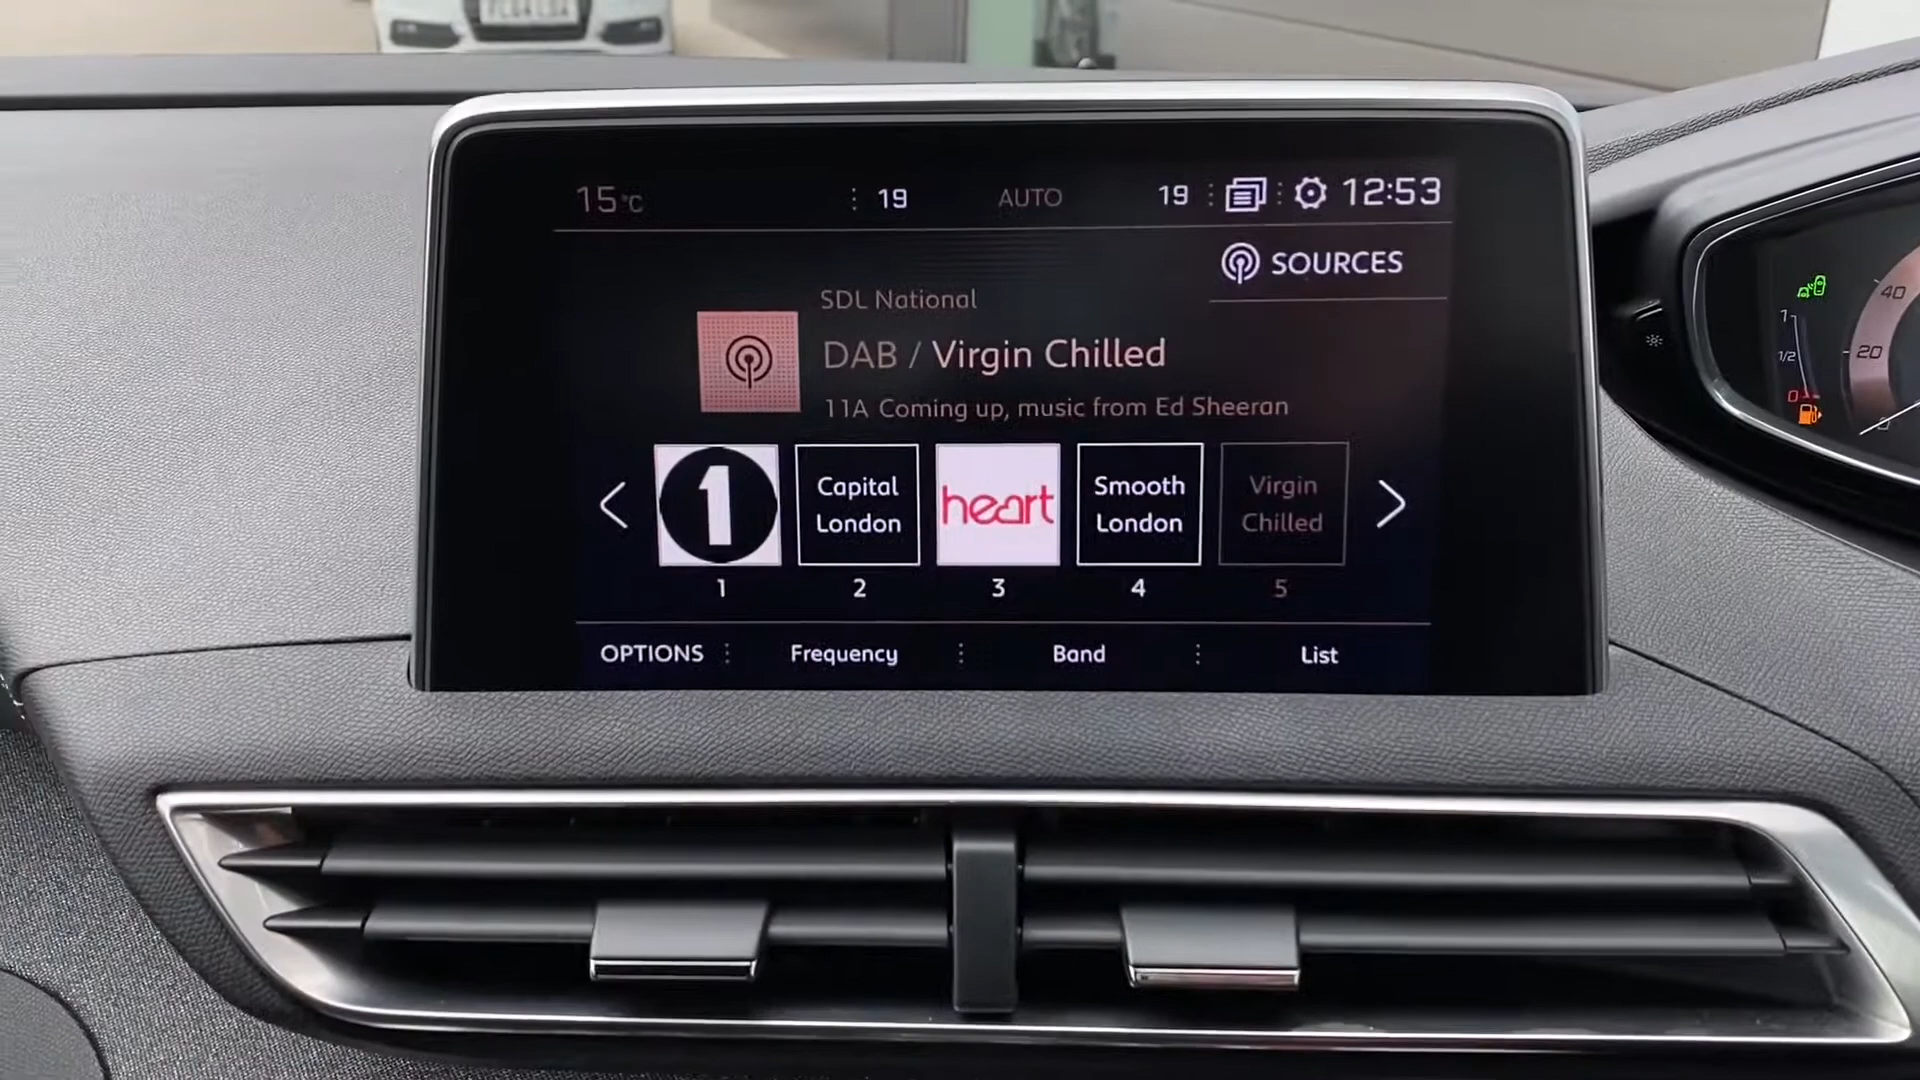 15°C
19
AUTO
19
12:53
SOURCES
SDL National
DAB / Virgin Chilled
11A Coming up, music from Ed Sheeran
1
Capital
London
heart
Smooth
London
Virgin
Chilled
1
2
3
4
5
OPTIONS
Frequency
Band
List
40
20
0
1
1/2
0